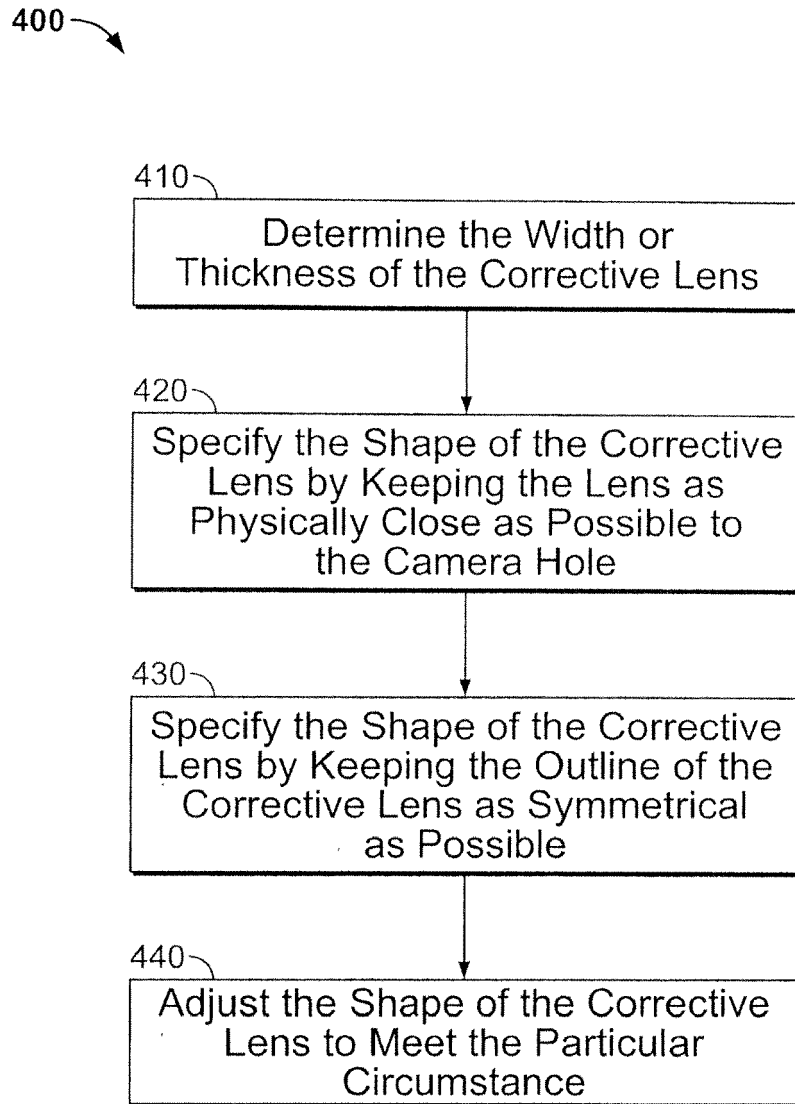 400
410
Determine the Width or
Thickness of the Corrective Lens
420
Specify the Shape of the Corrective
Lens by Keeping the Lens as
Physically Close as Possible to
the Camera Hole
430
Specify the Shape of the Corrective
Lens by Keeping the Outline of the
Corrective Lens as Symmetrical
as Possible
440
Adjust the Shape of the Corrective
Lens to Meet the Particular
Circumstance